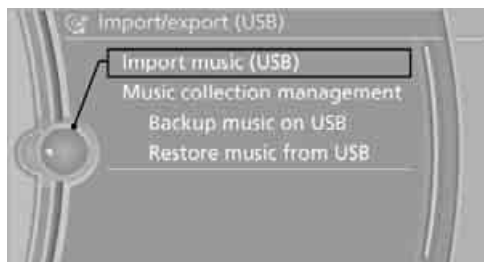 Import/export (USB)
Import music (USB)
Music collection management
Backup music on USB
Restore music from USB